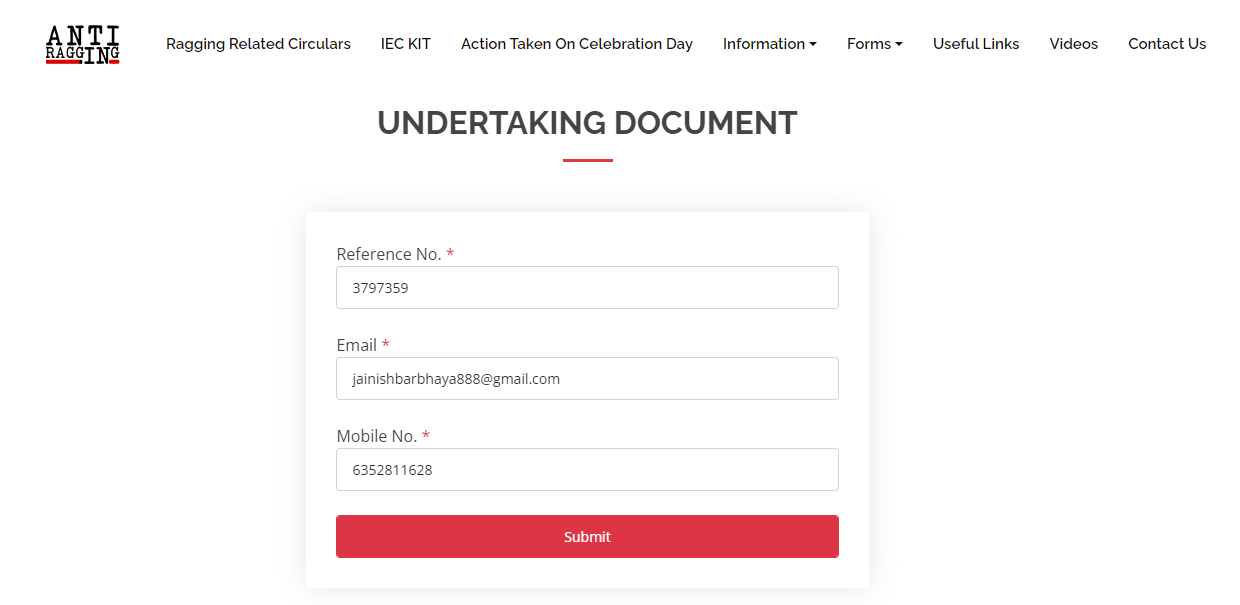 ANTI
RAGGING
Ragging Related Circulars IEC KIT Action Taken On Celebration Day Information Forms Useful Links Videos Contact Us
UNDERTAKING DOCUMENT
Reference No. *
3797359
Email *
jainishbarbhaya888@gmail.com
Mobile No. *
6352811628
Submit